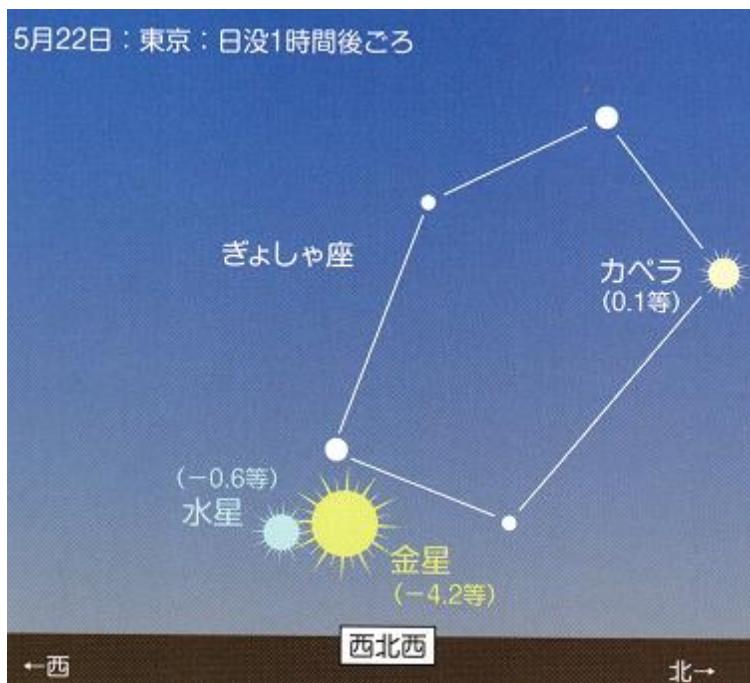 5月22日：東京：日没1時間後ごろ
ぎょしゃ座
カペラ
（0.1等）
（－0.6等）
水星
金星
（－4.2等）
西北西
←西
北→